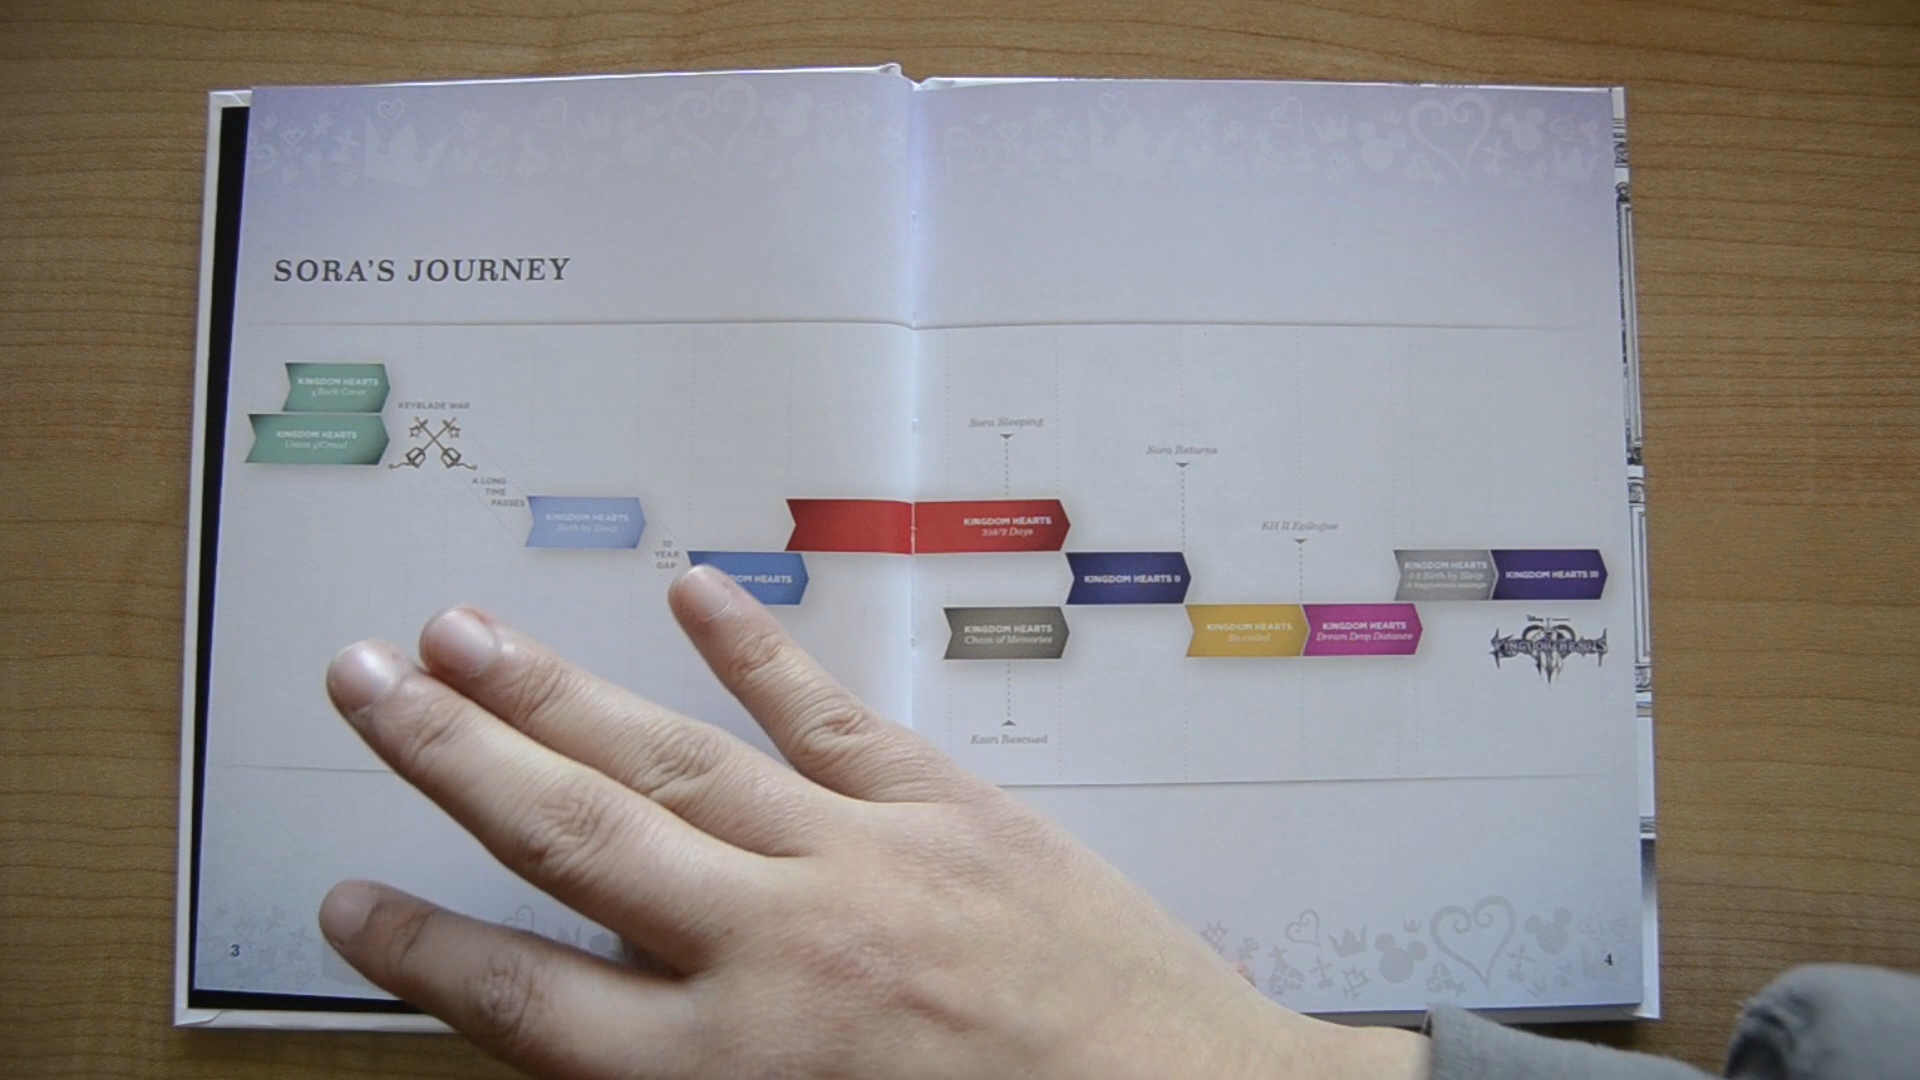 SORA'S JOURNEY
KINGDOM HEARTS
χ Back Cover
KINGDOM HEARTS
Union χ[Cross]
KEYBLADE WAR
A LONG
TIME
PASSES
KINGDOM HEARTS
Birth by Sleep
10
YEAR
GAP
DOM HEARTS
KINGDOM HEARTS
358/2 Days
Sora Sleeping
KINGDOM HEARTS
Chain of Memories
Kairi Rescued
KINGDOM HEARTS II
Sora Returns
KINGDOM HEARTS
Re:coded
KH II Epilogue
KINGDOM HEARTS
Dream Drop Distance
KINGDOM HEARTS
0.2 Birth by Sleep
A fragmentary passage
KINGDOM HEARTS III
KINGDOM HEARTS
3
4